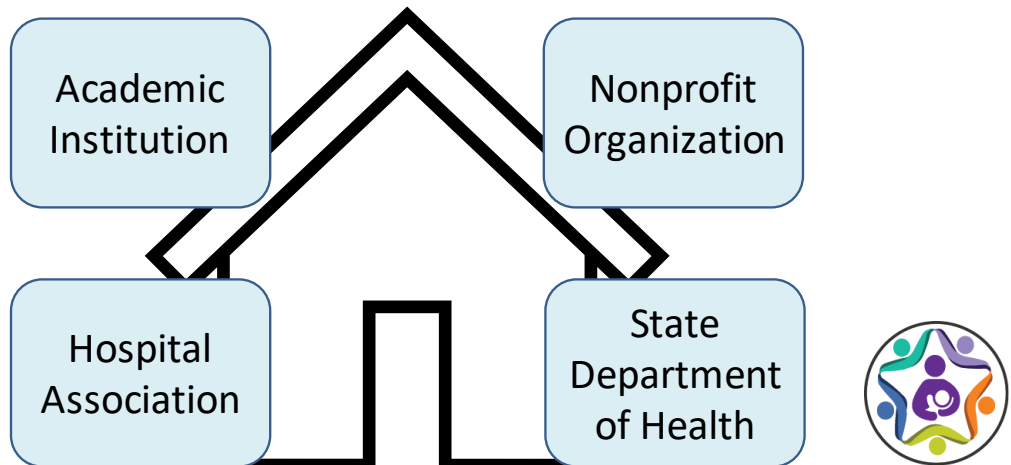 Academic
Institution
Nonprofit
Organization
Hospital
Association
State
Department
of Health